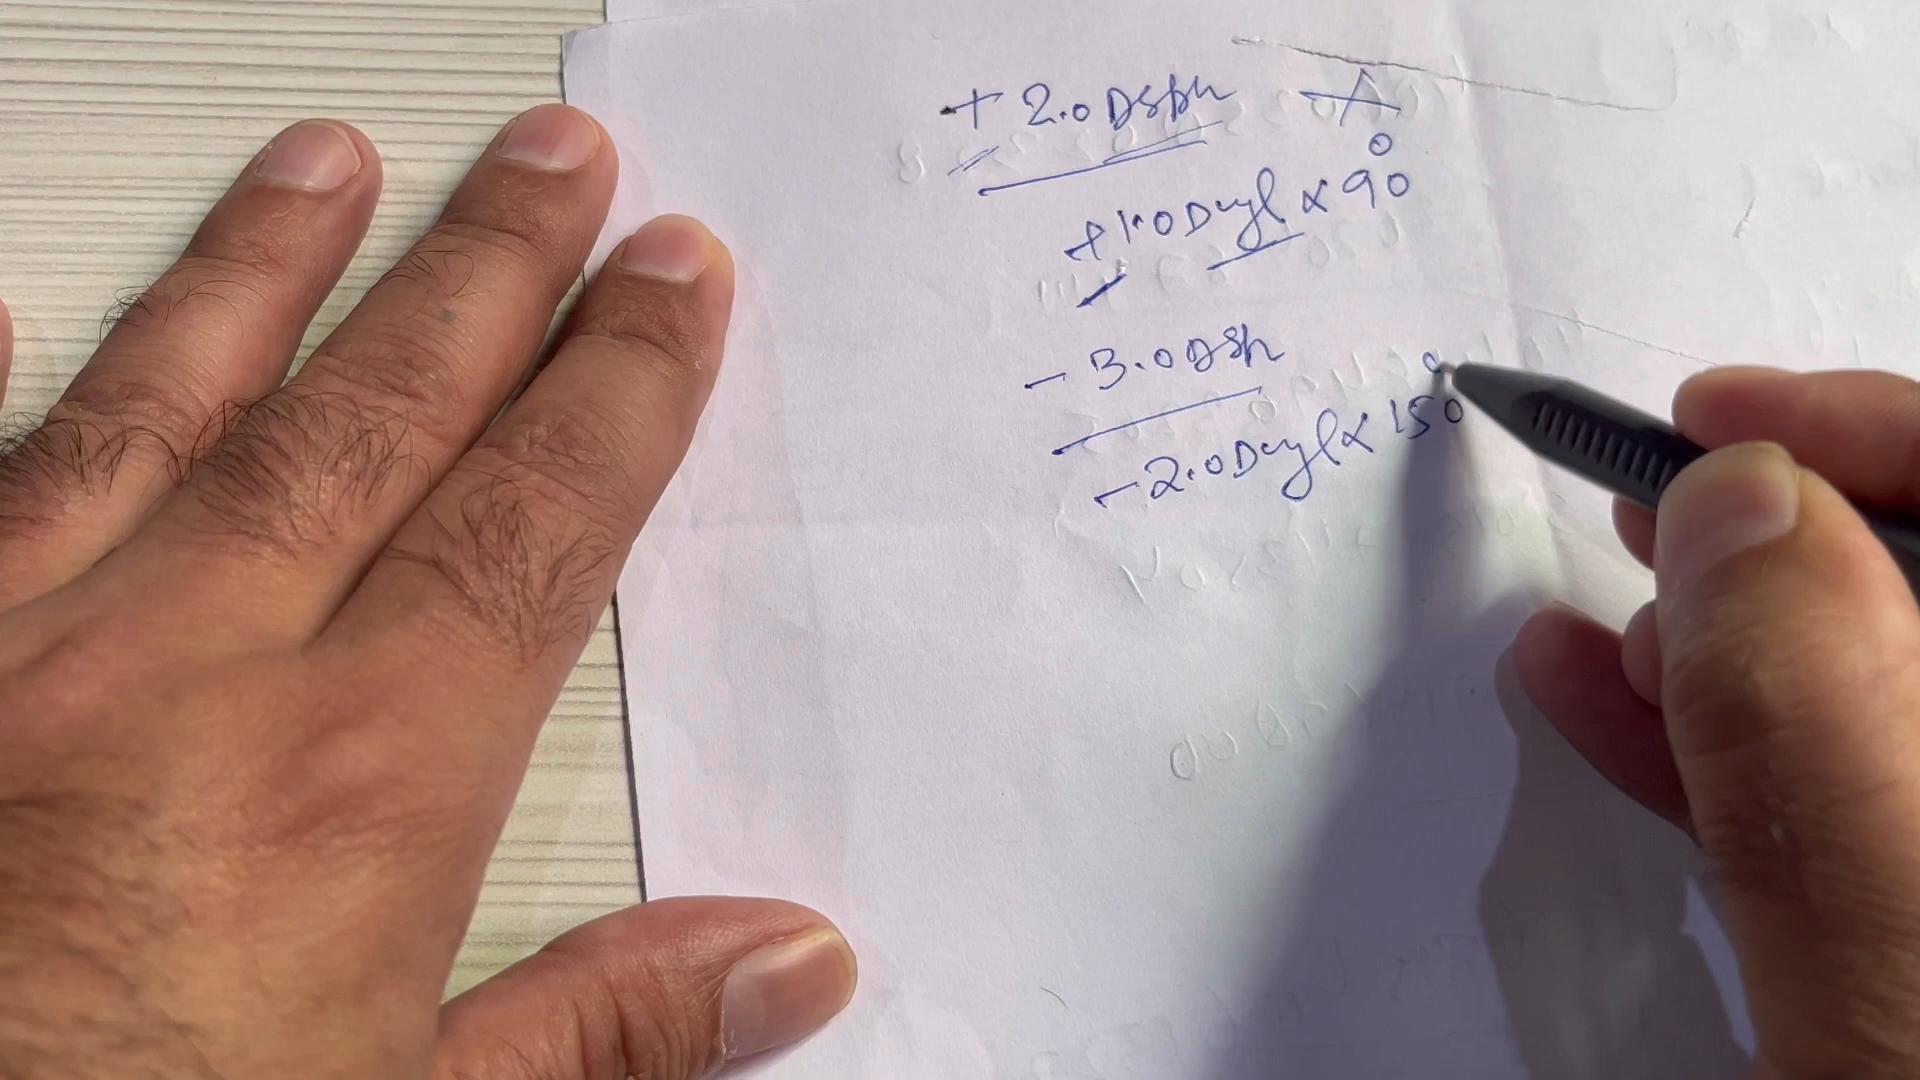 + 2.0 Dsph
+1.0 Dcyl x 90°
- 3.0 Dsph
- 2.0 Dcyl x 150°